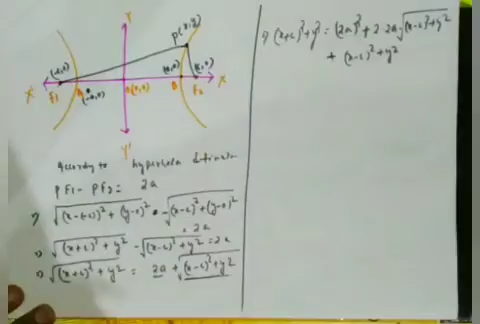 Y
P(x,y)
(-c,0) (a,0) (c,0)
X' F1 A (-a,0) O(0,0) B F2 X
Y'
According to hyperbola
PF1 - PF2 = 2a
⇒ √(x-(-c))²+(y-0)² - √(x-c)²+(y-0)²
= 2a
⇒ √(x+c)²+y² - √(x-c)²+y² = 2a
⇒ √(x+c)²+y² = 2a + √(x-c)²+y²
⇒ (x+c)²+y² = (2a)²+2.2a√(x-c)²+y²
+ (x-c)²+y²